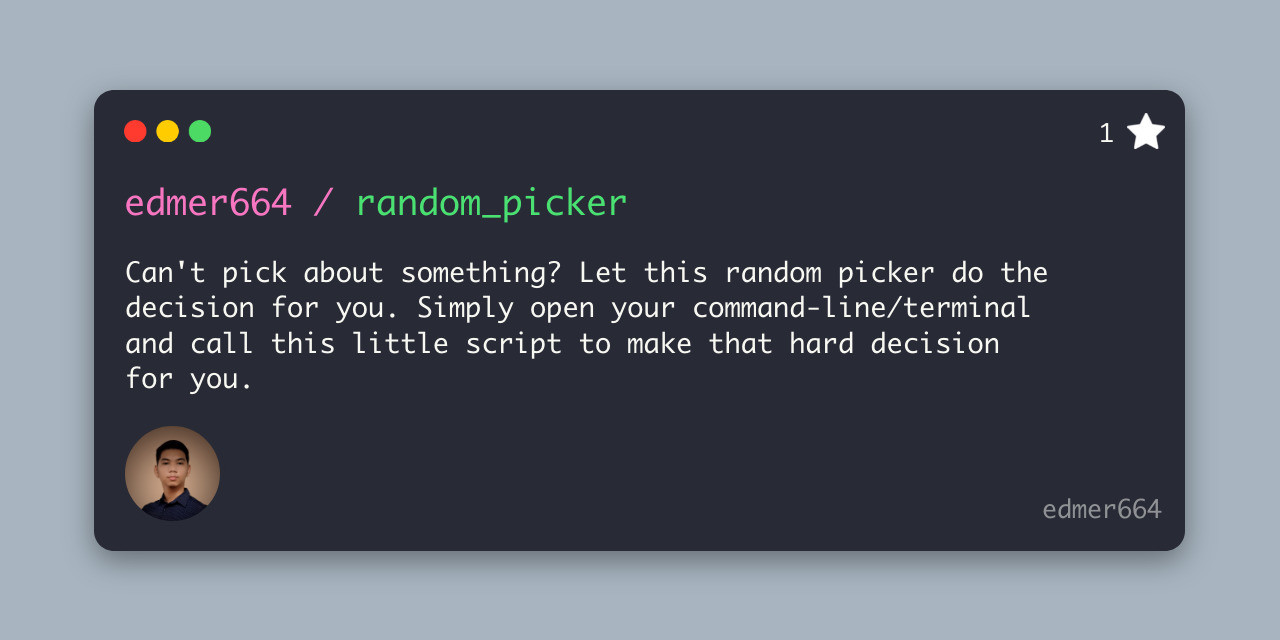 1
edmer664 / random_picker
Can't pick about something? Let this random picker do the
decision for you. Simply open your command-line/terminal
and call this little script to make that hard decision
for you.
edmer664